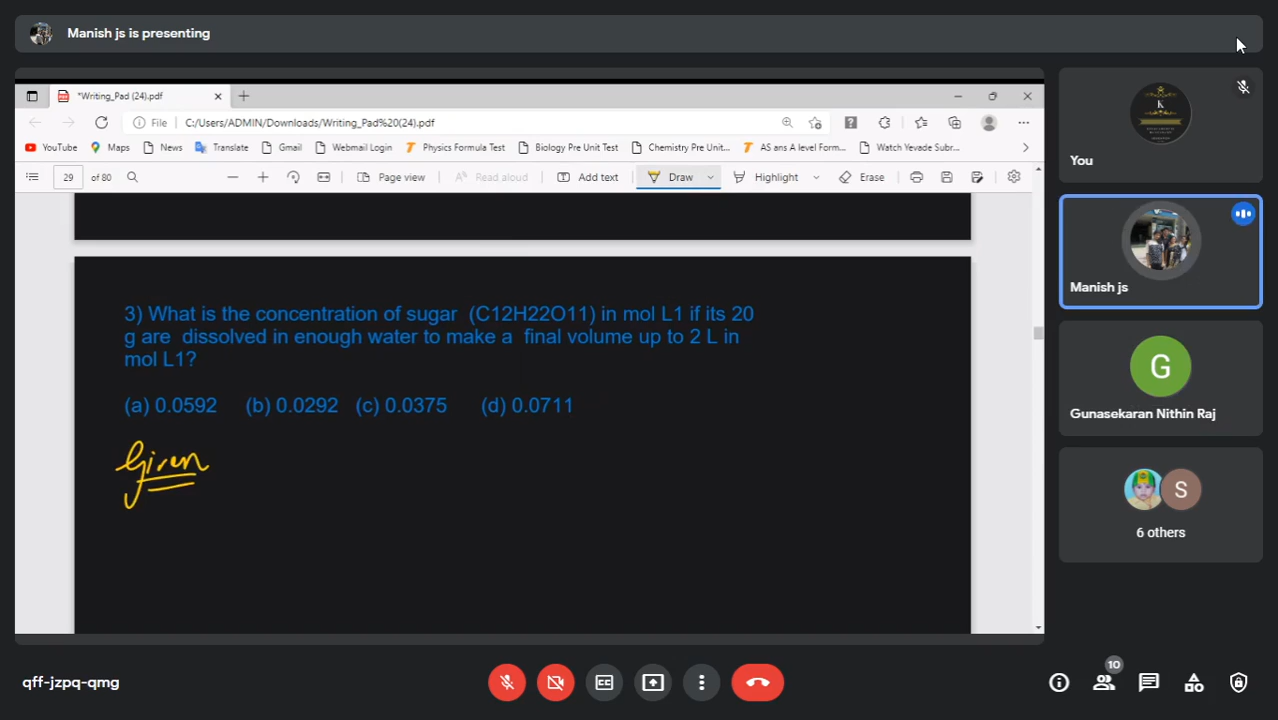 Manish js is presenting
*Writing_Pad (24).pdf
File C:/Users/ADMIN/Downloads/Writing_Pad%20(24).pdf
YouTube Maps News Translate Gmail Webmail Login Physics Formula Test Biology Pre Unit Test Chemistry Pre Unit... AS ans A level Form... Watch Yevade Subr...
29 of 80 Page view Read aloud Add text Draw Highlight Erase
3) What is the concentration of sugar (C12H22O11) in mol L1 if its 20
g are dissolved in enough water to make a final volume up to 2 L in
mol L1?
(a) 0.0592 (b) 0.0292 (c) 0.0375 (d) 0.0711
Given
K
You
Manish js
G
Gunasekaran Nithin Raj
S
6 others
qff-jzpq-qmg
10